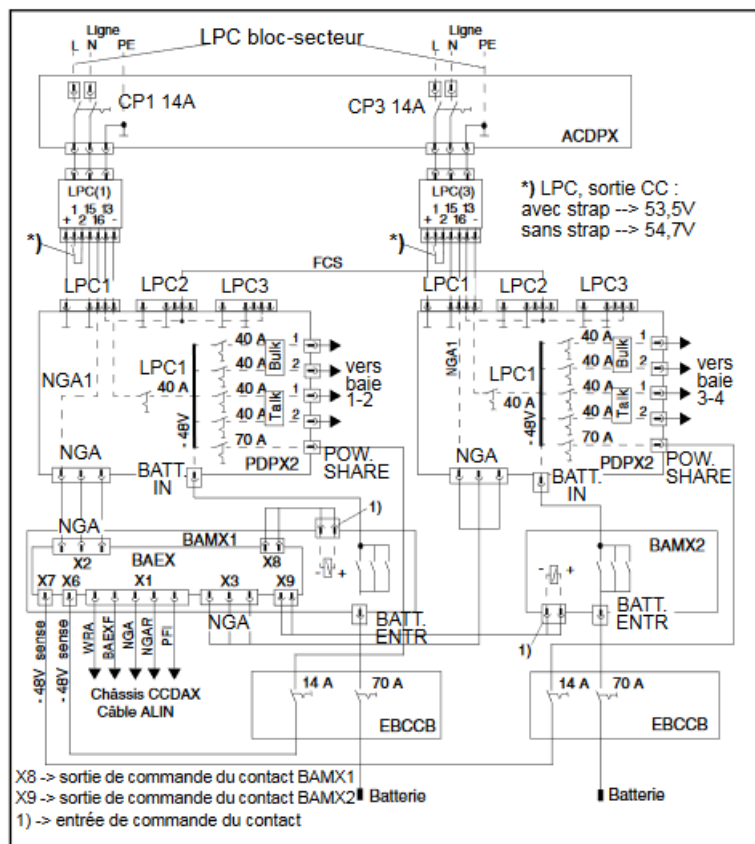 Ligne
L N PE
LPC bloc-secteur
Ligne
L N PE
CP1 14A
CP3 14A
ACDPX
LPC(1)
1 15 13
+ 2 16 -
*)
LPC(3)
1 15 13
+ 2 16 -
*)
*) LPC, sortie CC :
avec strap --> 53,5V
sans strap --> 54,7V
FCS
LPC1 LPC2 LPC3
LPC1 LPC2 LPC3
NGA1
LPC1
40 A
- 48V
40 A 1
40 A 2
Bulk
40 A 1
40 A 2
Talk
70 A
vers
baie
1-2
NGA
BATT.
IN
PDPX2
POW.
SHARE
NGA1
LPC1
40 A
- 48V
40 A 1
40 A 2
Bulk
40 A 1
40 A 2
Talk
70 A
vers
baie
3-4
NGA
BATT.
IN
PDPX2
POW.
SHARE
NGA
X2
BAMX1
X8
1)
- +
BAEX
X7 X6 X1 X3 X9
NGA
BATT.
ENTR
BAMX2
- +
1)
BATT.
ENTR
- 48V sense
- 48V sense
WRA
BAEXF
NGA
NGAR
PFI
Châssis CCDAX
Câble ALIN
14 A 70 A
EBCCB
14 A 70 A
EBCCB
X8 -> sortie de commande du contact BAMX1
X9 -> sortie de commande du contact BAMX2
1) -> entrée de commande du contact
Batterie
Batterie